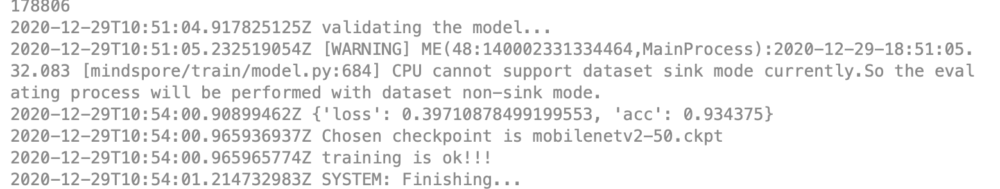 178806
2020-12-29T10:51:04.917825125Z validating the model...
2020-12-29T10:51:05.232519054Z [WARNING] ME(48:140002331334464,MainProcess):2020-12-29-18:51:05.
32.083 [mindspore/train/model.py:684] CPU cannot support dataset sink mode currently.So the eval
ating process will be performed with dataset non-sink mode.
2020-12-29T10:54:00.90899462Z {'loss': 0.39710878499199553, 'acc': 0.934375}
2020-12-29T10:54:00.965936937Z Chosen checkpoint is mobilenetv2-50.ckpt
2020-12-29T10:54:00.965965774Z training is ok!!!
2020-12-29T10:54:01.214732983Z SYSTEM: Finishing...